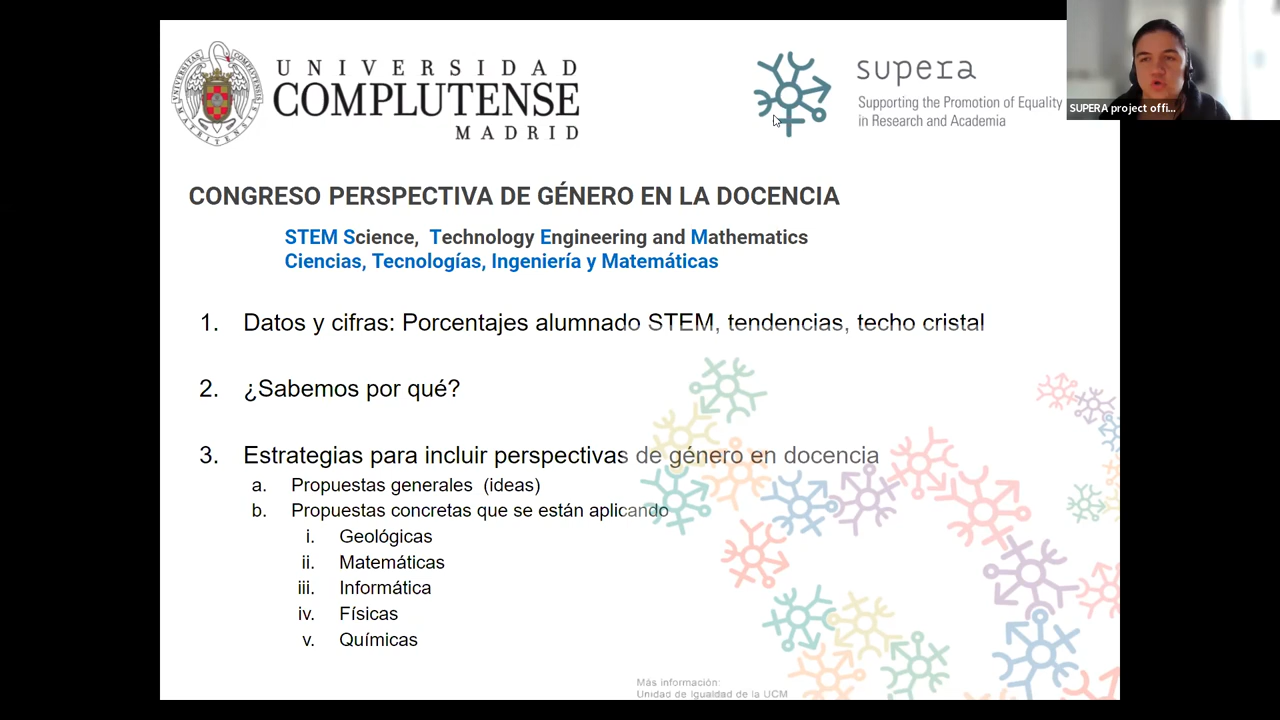 UNIVERSIDAD
COMPLUTENSE
MADRID
supera
Supporting the Promotion of Equality
in Research and Academia
SUPERA project offi...
CONGRESO PERSPECTIVA DE GÉNERO EN LA DOCENCIA
STEM Science, Technology Engineering and Mathematics
Ciencias, Tecnologías, Ingeniería y Matemáticas
1. Datos y cifras: Porcentajes alumnado STEM, tendencias, techo cristal
2. ¿Sabemos por qué?
3. Estrategias para incluir perspectivas de género en docencia
a. Propuestas generales (ideas)
b. Propuestas concretas que se están aplicando
i. Geológicas
ii. Matemáticas
iii. Informática
iv. Físicas
v. Químicas
Más información:
Unidad de Igualdad de la UCM